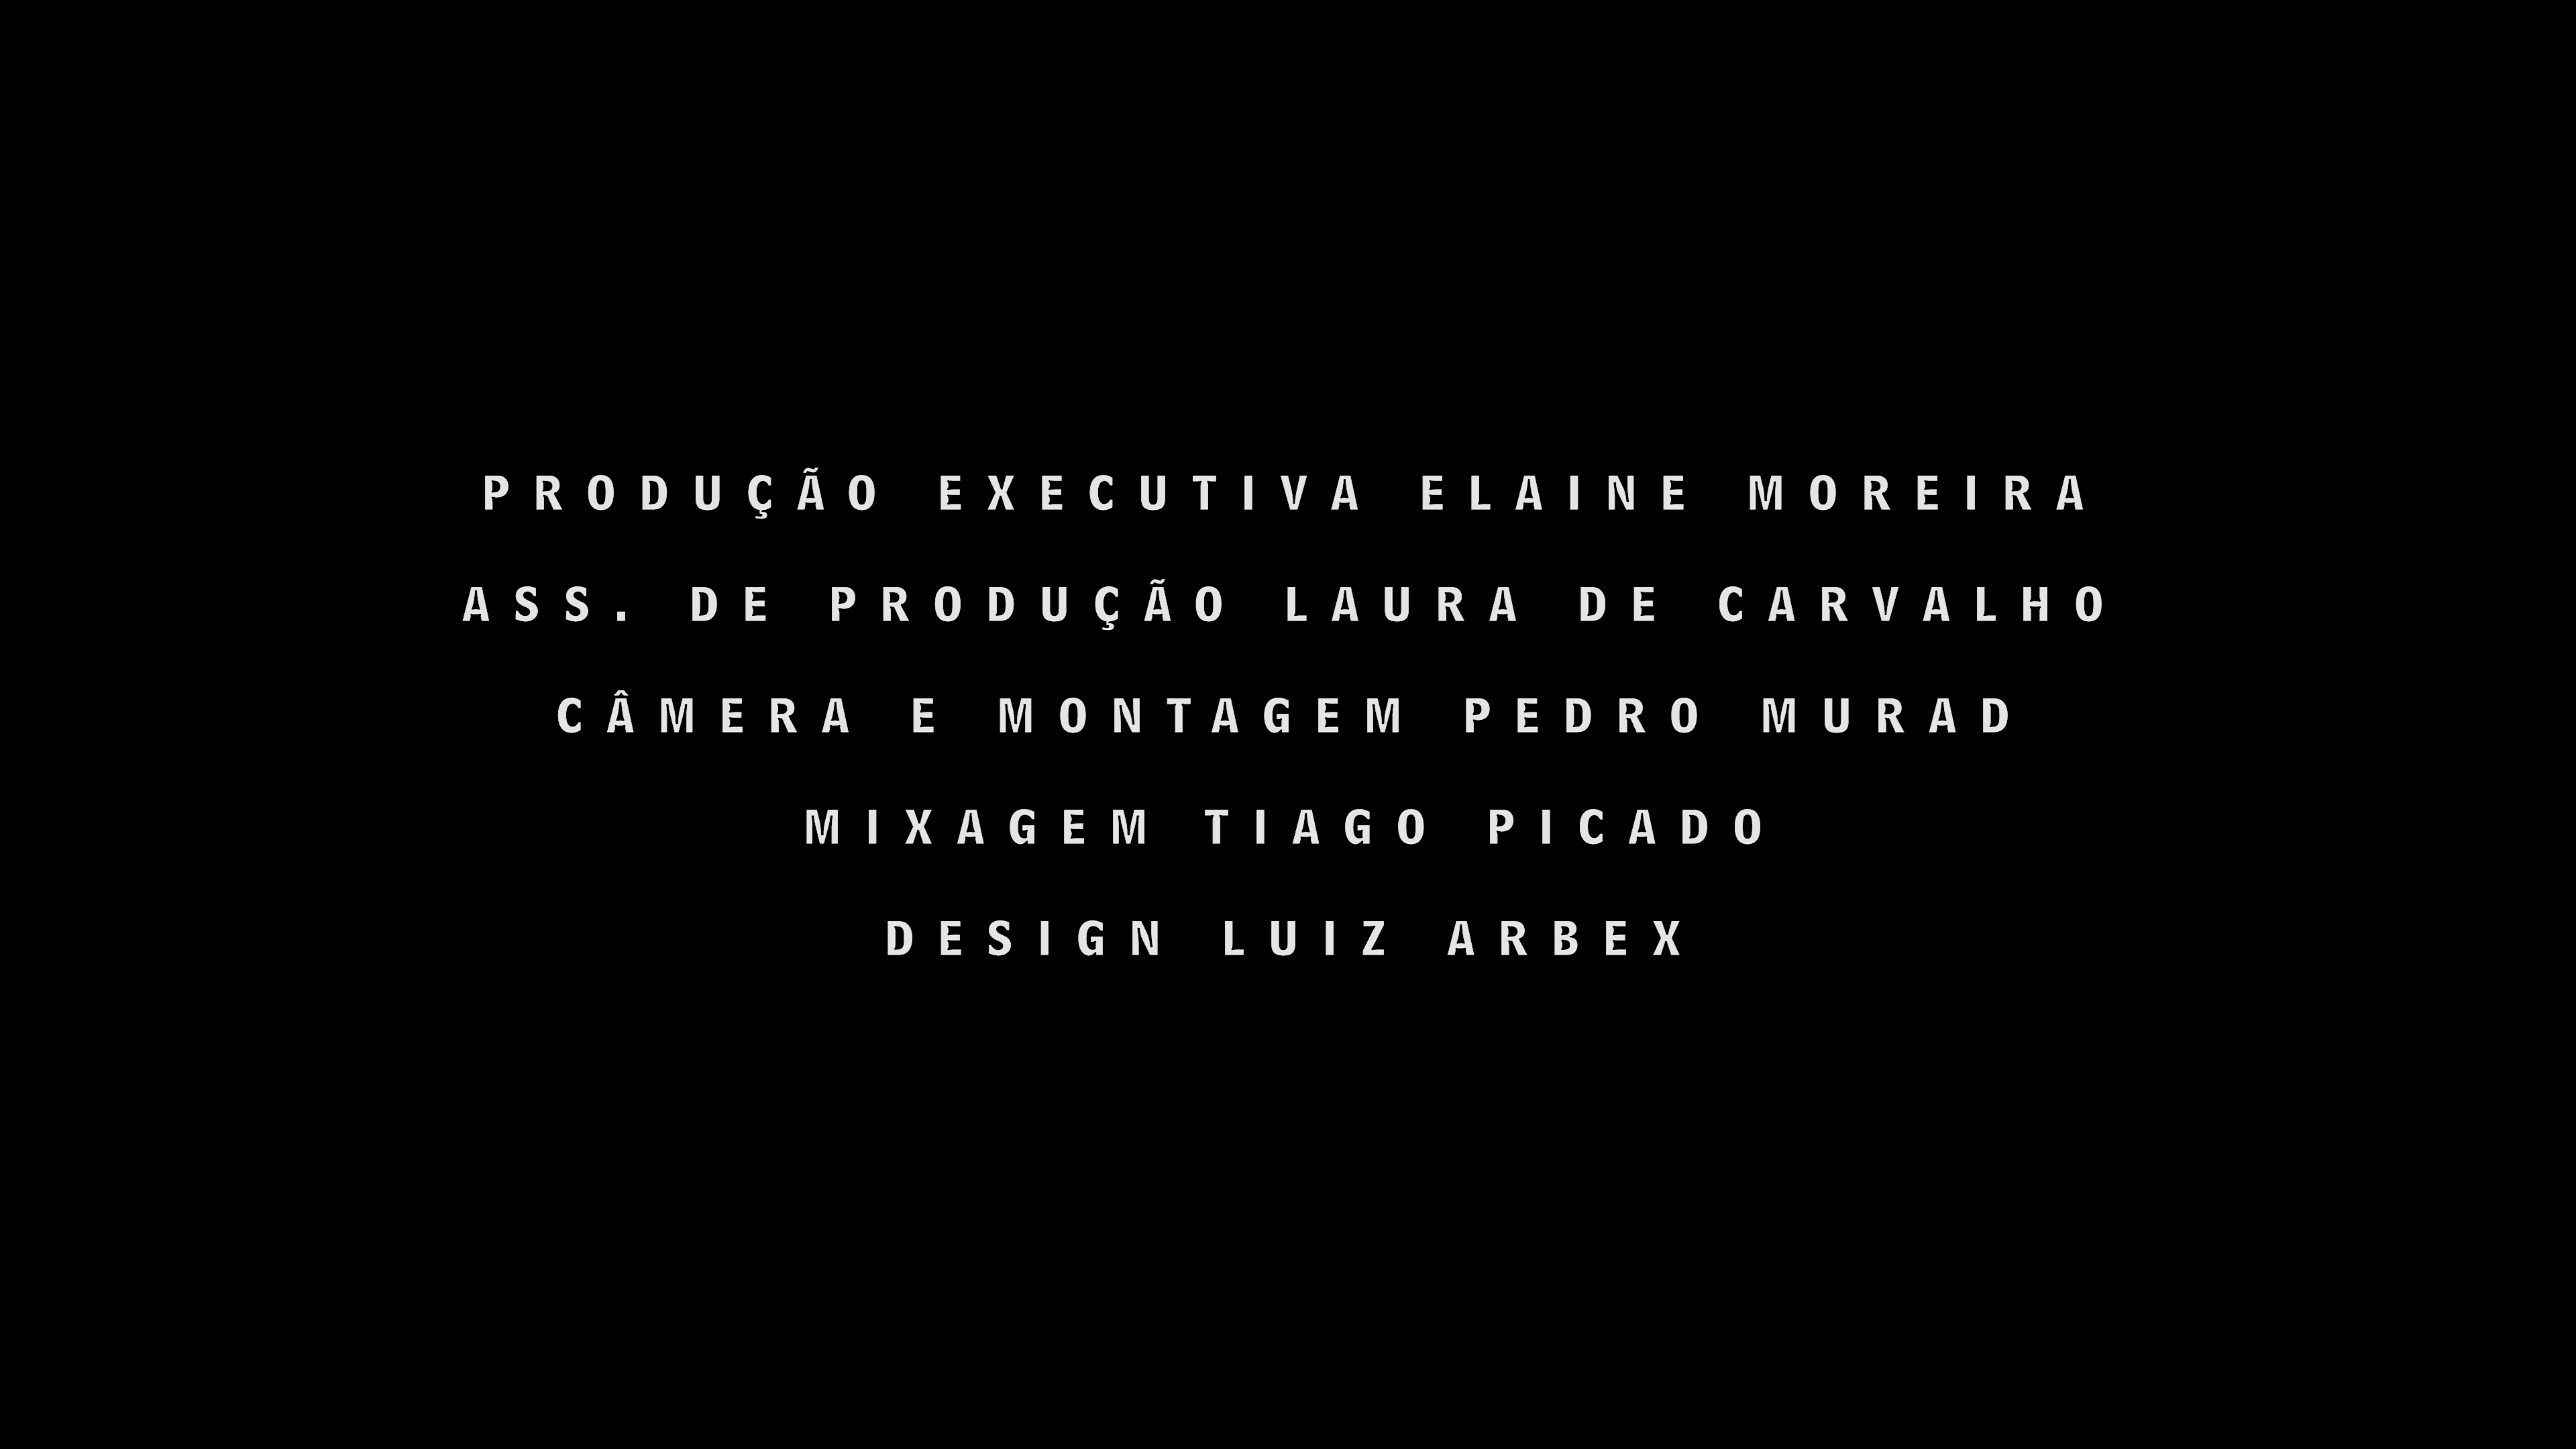 PRODUÇÃO EXECUTIVA ELAINE MOREIRA
ASS. DE PRODUÇÃO LAURA DE CARVALHO
CÂMERA E MONTAGEM PEDRO MURAD
MIXAGEM TIAGO PICADO
DESIGN LUIZ ARBEX